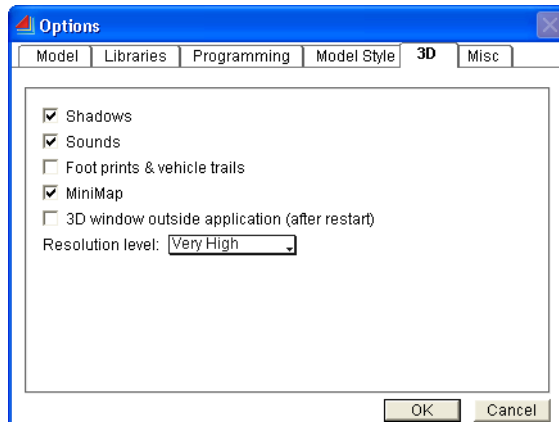 Options
Model Libraries Programming Model Style 3D Misc
Shadows
Sounds
Foot prints & vehicle trails
MiniMap
3D window outside application (after restart)
Resolution level: Very High
OK Cancel